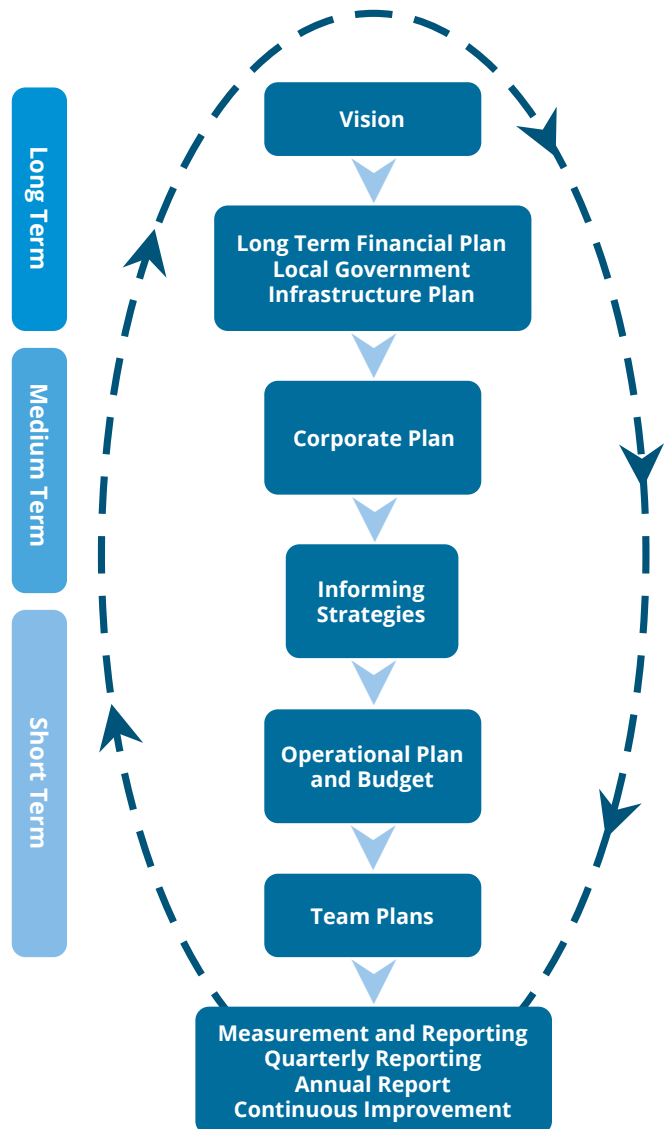 Long Term
Medium Term
Short Term
Vision
Long Term Financial Plan
Local Government
Infrastructure Plan
Corporate Plan
Informing
Strategies
Operational Plan
and Budget
Team Plans
Measurement and Reporting
Quarterly Reporting
Annual Report
Continuous Improvement